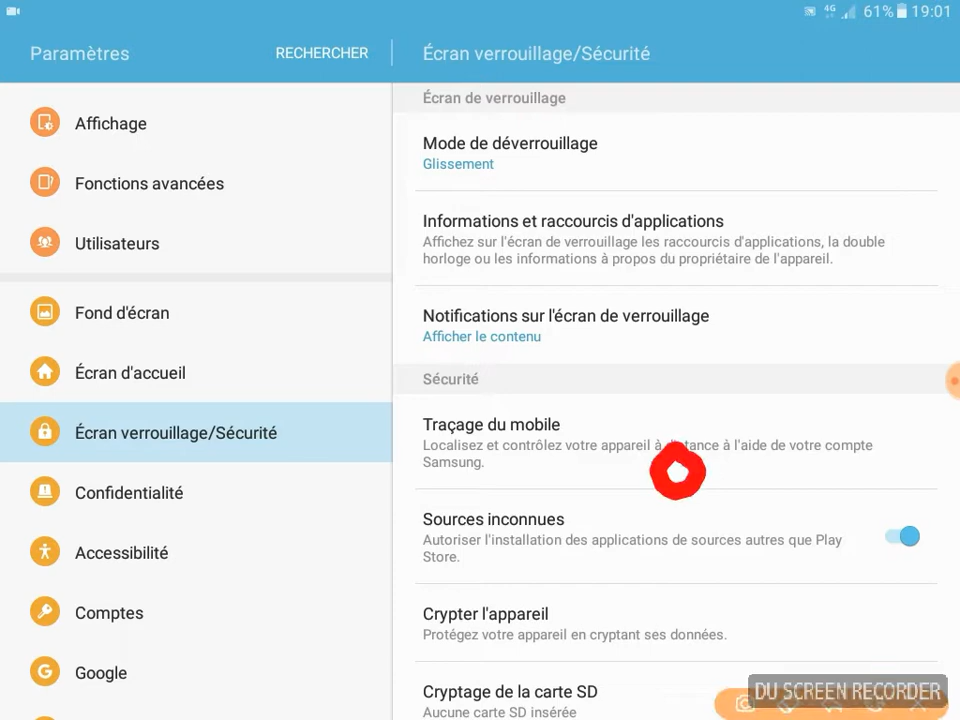 4G 61% 19:01
Paramètres
RECHERCHER
Écran verrouillage/Sécurité
Affichage
Fonctions avancées
Utilisateurs
Fond d'écran
Écran d'accueil
Écran verrouillage/Sécurité
Confidentialité
Accessibilité
Comptes
Google
Écran de verrouillage
Mode de déverrouillage
Glissement
Informations et raccourcis d'applications
Affichez sur l'écran de verrouillage les raccourcis d'applications, la double
horloge ou les informations à propos du propriétaire de l'appareil.
Notifications sur l'écran de verrouillage
Afficher le contenu
Sécurité
Traçage du mobile
Localisez et contrôlez votre appareil à distance à l'aide de votre compte
Samsung.
Sources inconnues
Autoriser l'installation des applications de sources autres que Play
Store.
Crypter l'appareil
Protégez votre appareil en cryptant ses données.
Cryptage de la carte SD
Aucune carte SD insérée
DU SCREEN RECORDER